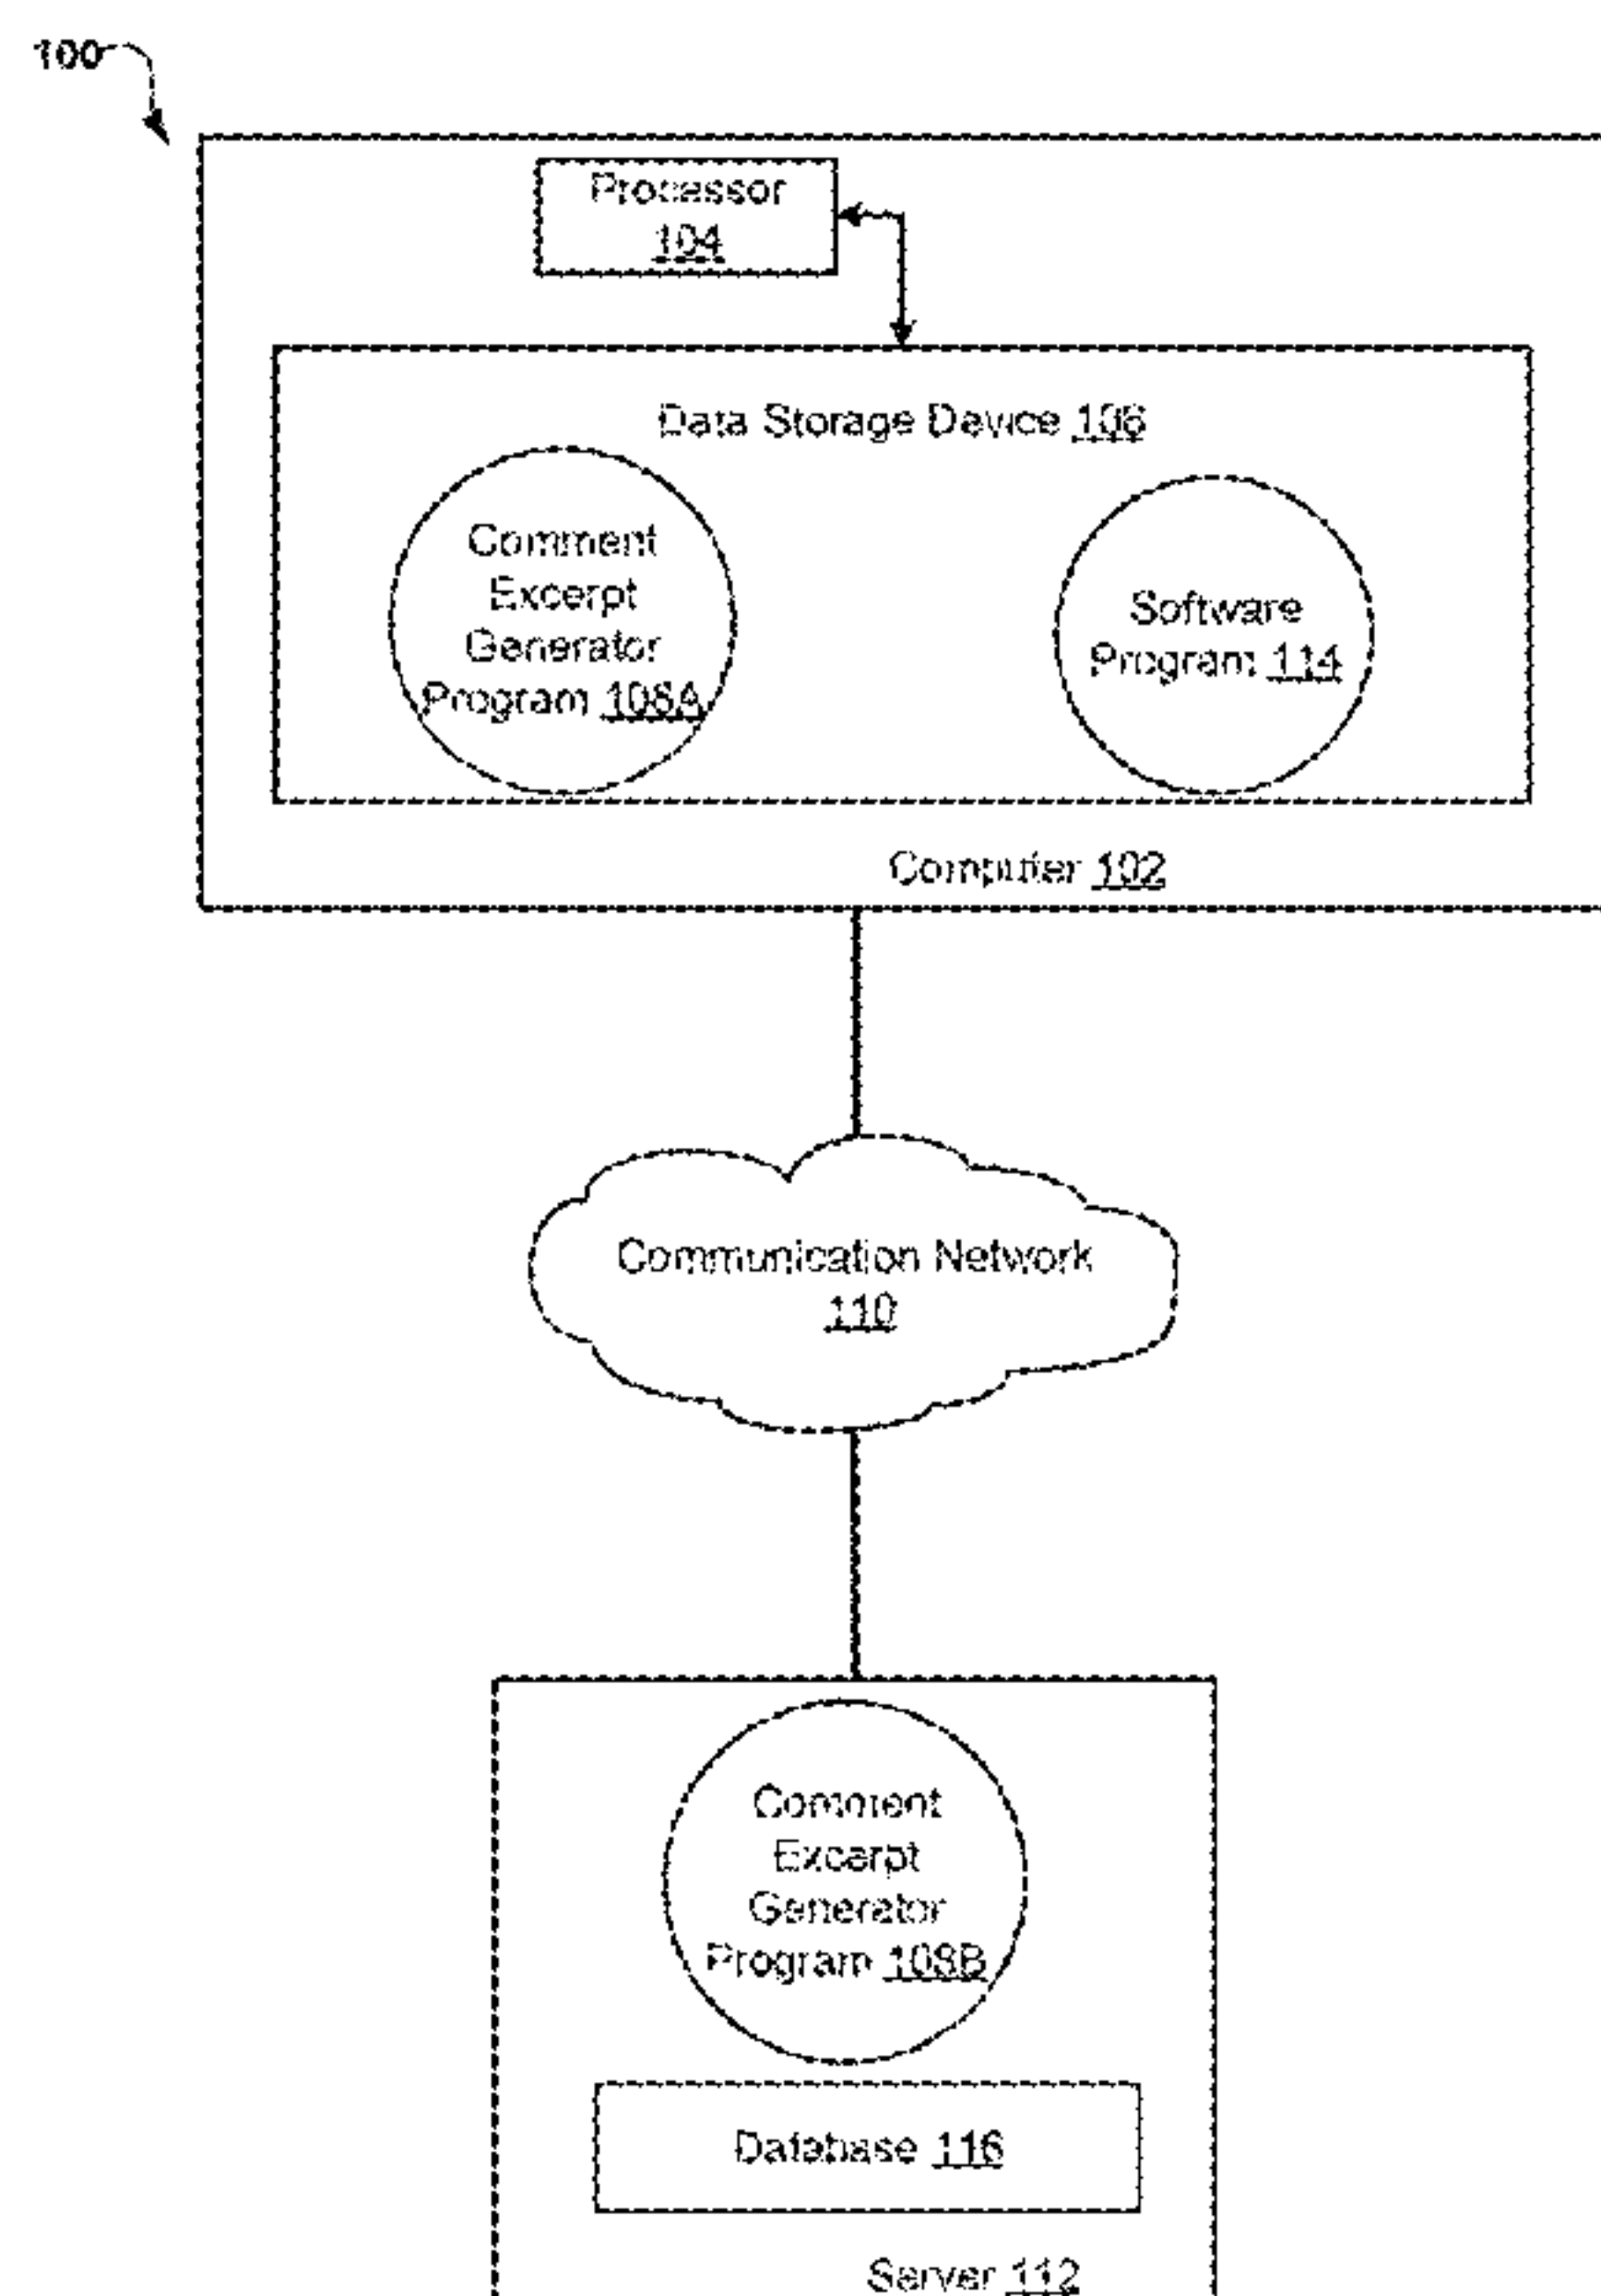 100
Processor
104
Data Storage Device 106
Comment
Excerpt
Generator
Program 108A
Software
Program 114
Computer 102
Communication Network
110
Comment
Excerpt
Generator
Program 108B
Database 116
Server 112